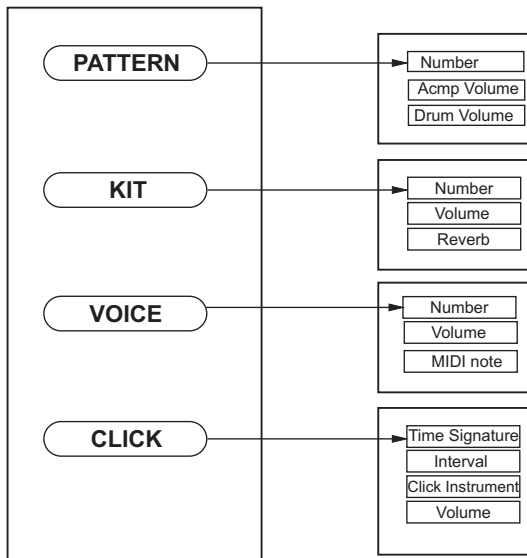 PATTERN
Number
Acmp Volume
Drum Volume
KIT
Number
Volume
Reverb
VOICE
Number
Volume
MIDI note
CLICK
Time Signature
Interval
Click Instrument
Volume